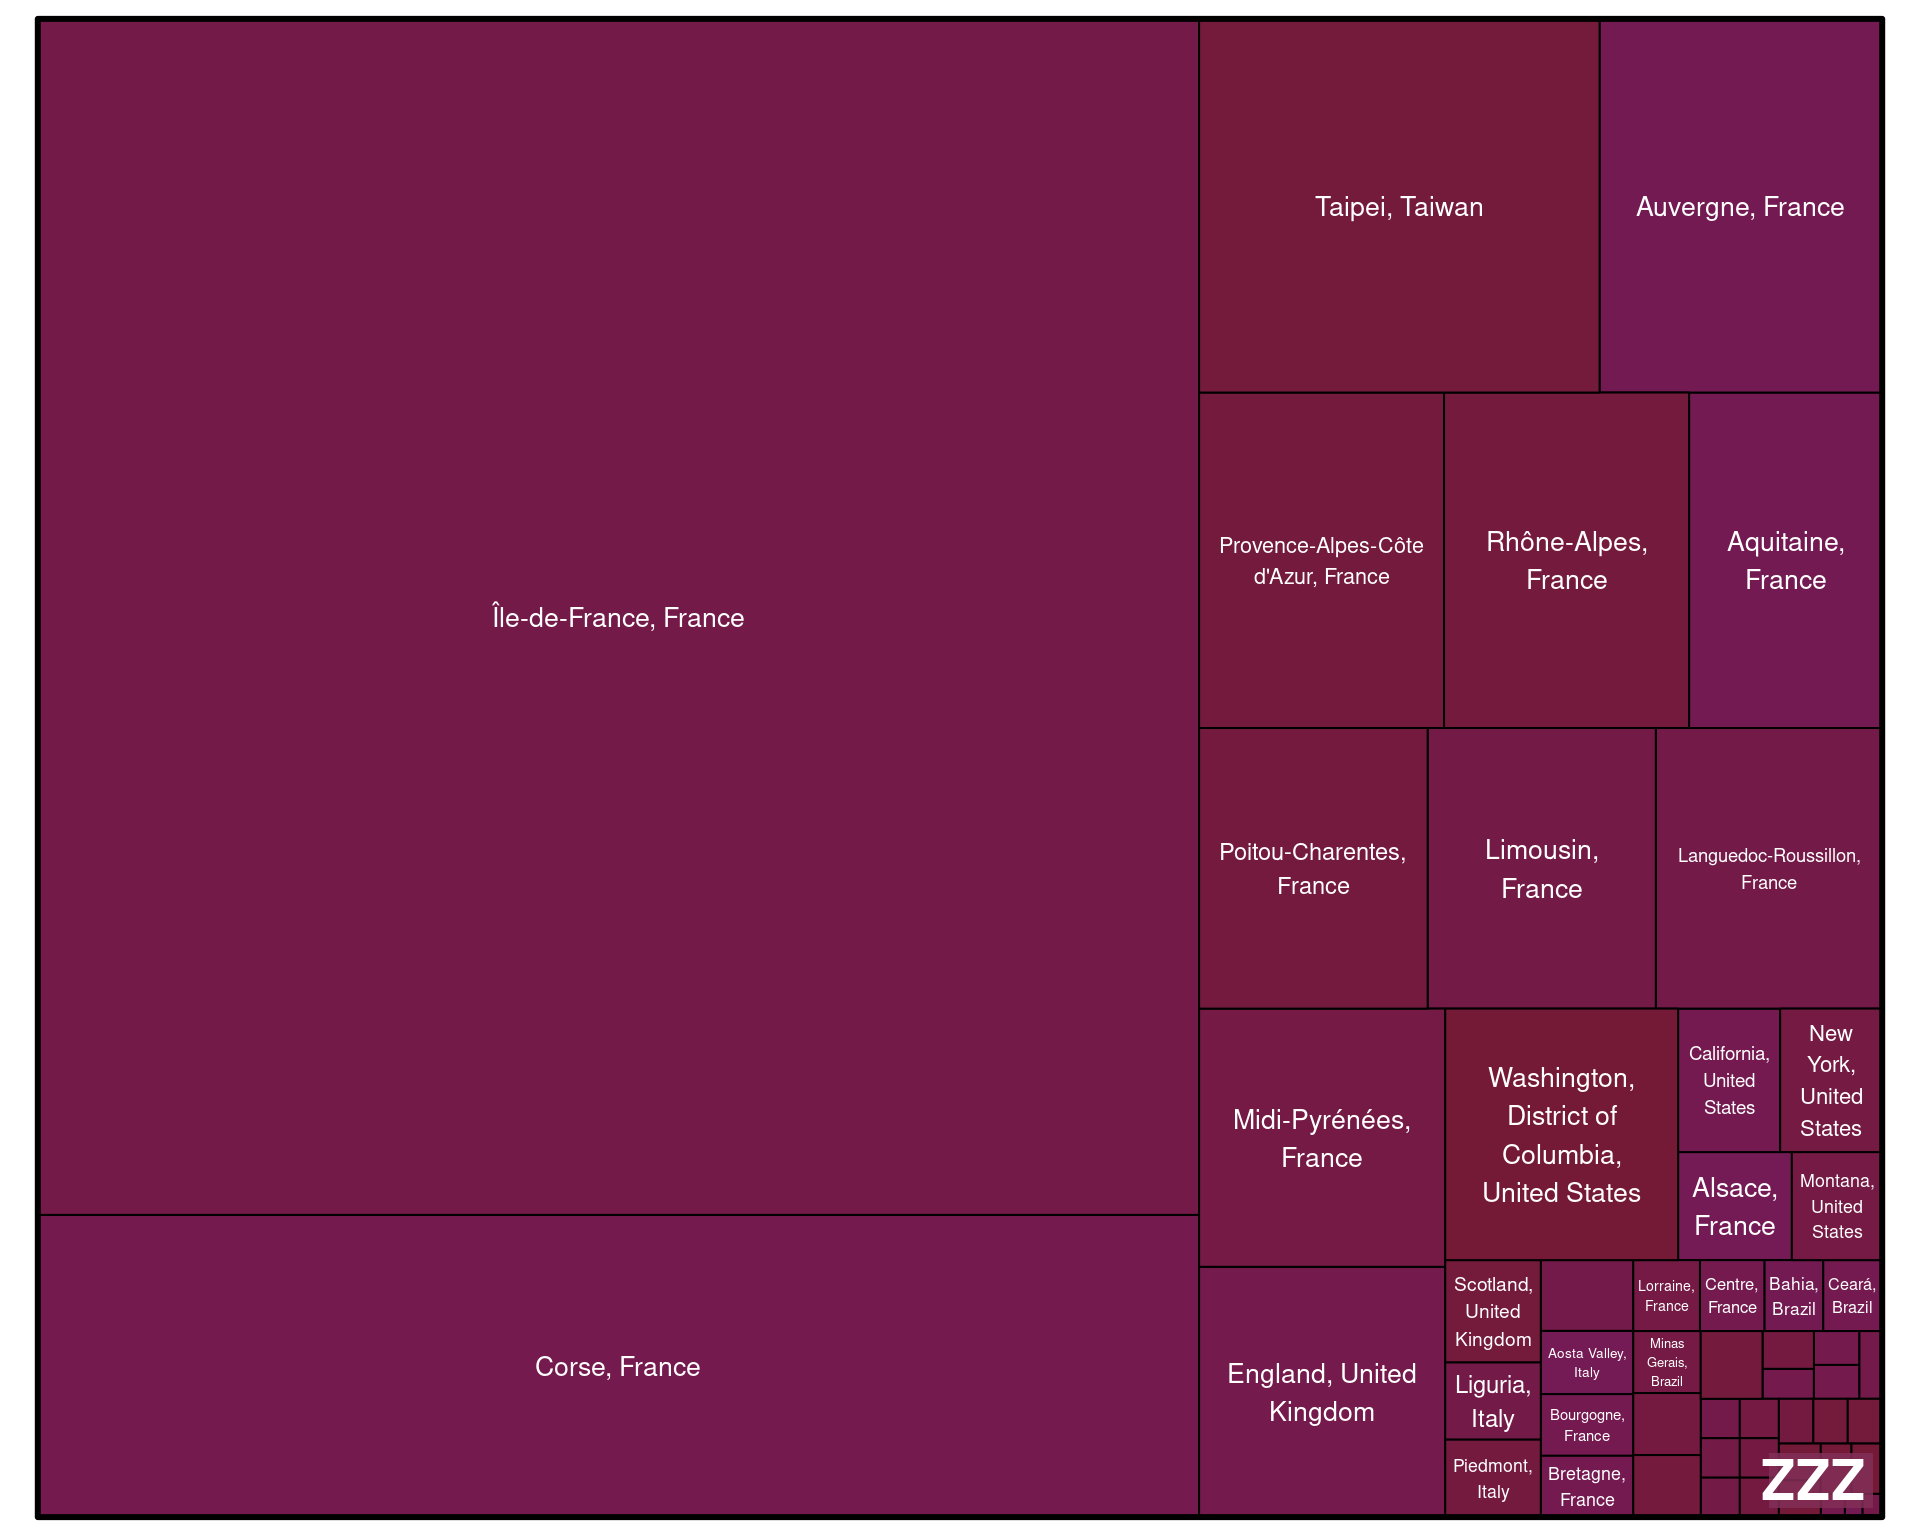 Île-de-France, France
Corse, France
Taipei, Taiwan
Auvergne, France
Provence-Alpes-Côte
d'Azur, France
Rhône-Alpes,
France
Aquitaine,
France
Poitou-Charentes,
France
Limousin,
France
Languedoc-Roussillon,
France
Midi-Pyrénées,
France
England, United
Kingdom
Washington,
District of
Columbia,
United States
California,
United
States
New
York,
United
States
Alsace,
France
Montana,
United
States
Scotland,
United
Kingdom
Liguria,
Italy
Piedmont,
Italy
Aosta Valley,
Italy
Bourgogne,
France
Bretagne,
France
Lorraine,
France
Minas
Gerais,
Brazil
Centre,
France
Bahia,
Brazil
Ceará,
Brazil
ZZZ